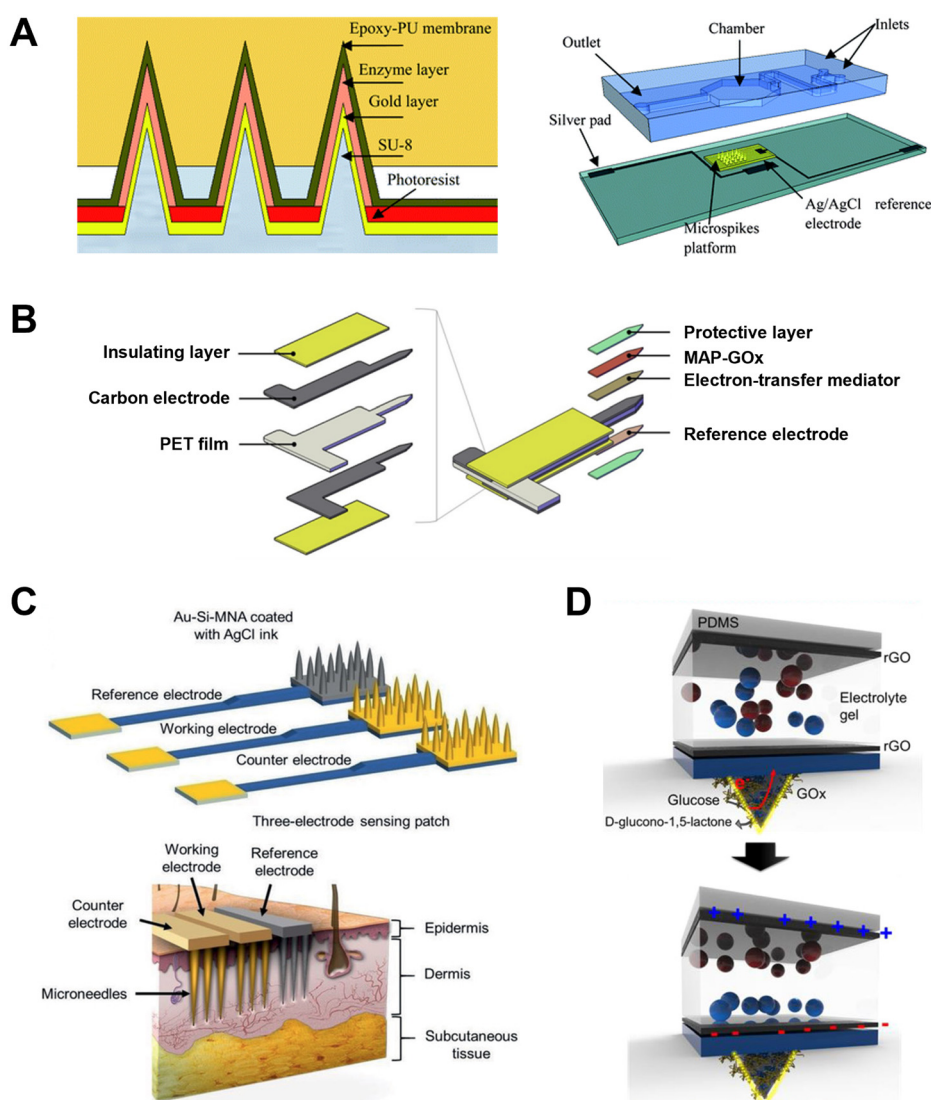 A
Epoxy-PU membrane
Enzyme layer
Gold layer
SU-8
Photoresist
Outlet
Chamber
Inlets
Silver pad
Microspikes
platform
Ag/AgCl reference
electrode
B
Insulating layer
Carbon electrode
PET film
Protective layer
MAP-GOx
Electron-transfer mediator
Reference electrode
C
Au-Si-MNA coated
with AgCl ink
Reference electrode
Working electrode
Counter electrode
Three-electrode sensing patch
Working
electrode
Reference
electrode
Counter
electrode
Microneedles
Epidermis
Dermis
Subcutaneous
tissue
D
PDMS
rGO
Electrolyte
gel
rGO
e
Glucose
GOx
D-glucono-1,5-lactone
+ + + + + + +
- - - - - - - -